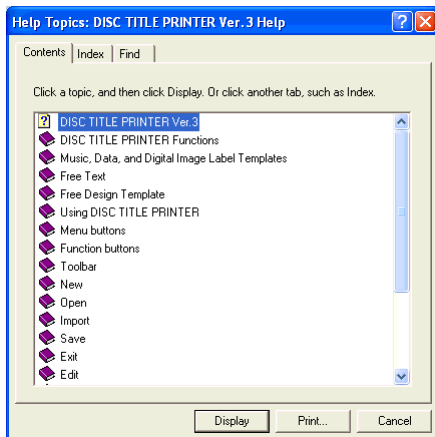 Help Topics: DISC TITLE PRINTER Ver.3 Help
Contents Index Find
Click a topic, and then click Display. Or click another tab, such as Index.
DISC TITLE PRINTER Ver.3
DISC TITLE PRINTER Functions
Music, Data, and Digital Image Label Templates
Free Text
Free Design Template
Using DISC TITLE PRINTER
Menu buttons
Function buttons
Toolbar
New
Open
Import
Save
Exit
Edit
Display Print... Cancel